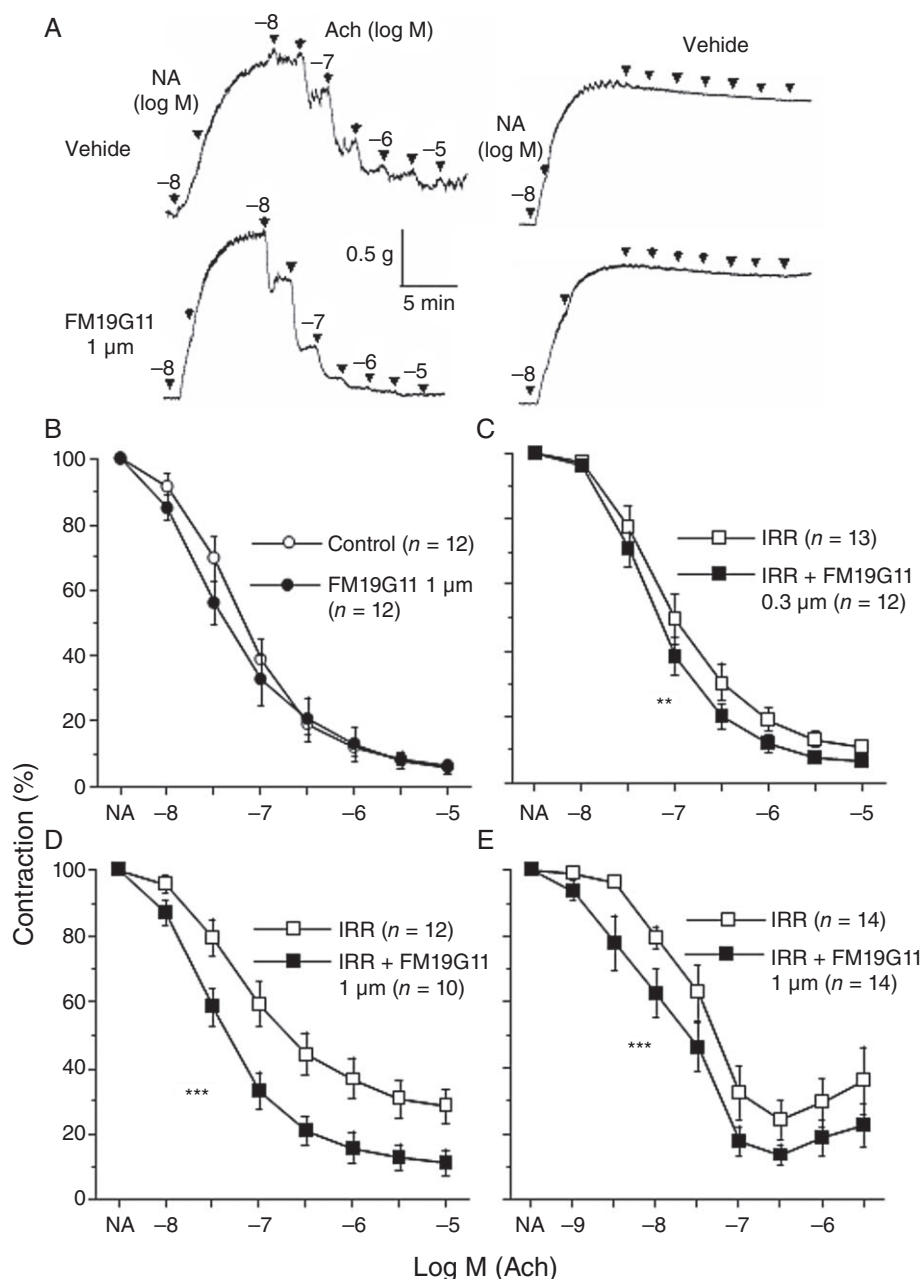 A
−8
Ach (log M)
−7
NA
(log M)
Vehide
−8
−6
−5
Vehide
NA
(log M)
−8
−8
0.5 g
5 min
FM19G11
1 µm
−8
−7
−6
−5
−8
B
100
80
60
40
20
0
Control (n = 12)
FM19G11 1 µm
(n = 12)
NA −8 −7 −6 −5
C
IRR (n = 13)
IRR + FM19G11
0.3 µm (n = 12)
**
NA −8 −7 −6 −5
Contraction (%)
D
100
80
60
40
20
0
IRR (n = 12)
IRR + FM19G11
1 µm (n = 10)
***
NA −8 −7 −6 −5
E
IRR (n = 14)
IRR + FM19G11
1 µm (n = 14)
***
NA −9 −8 −7 −6
Log M (Ach)